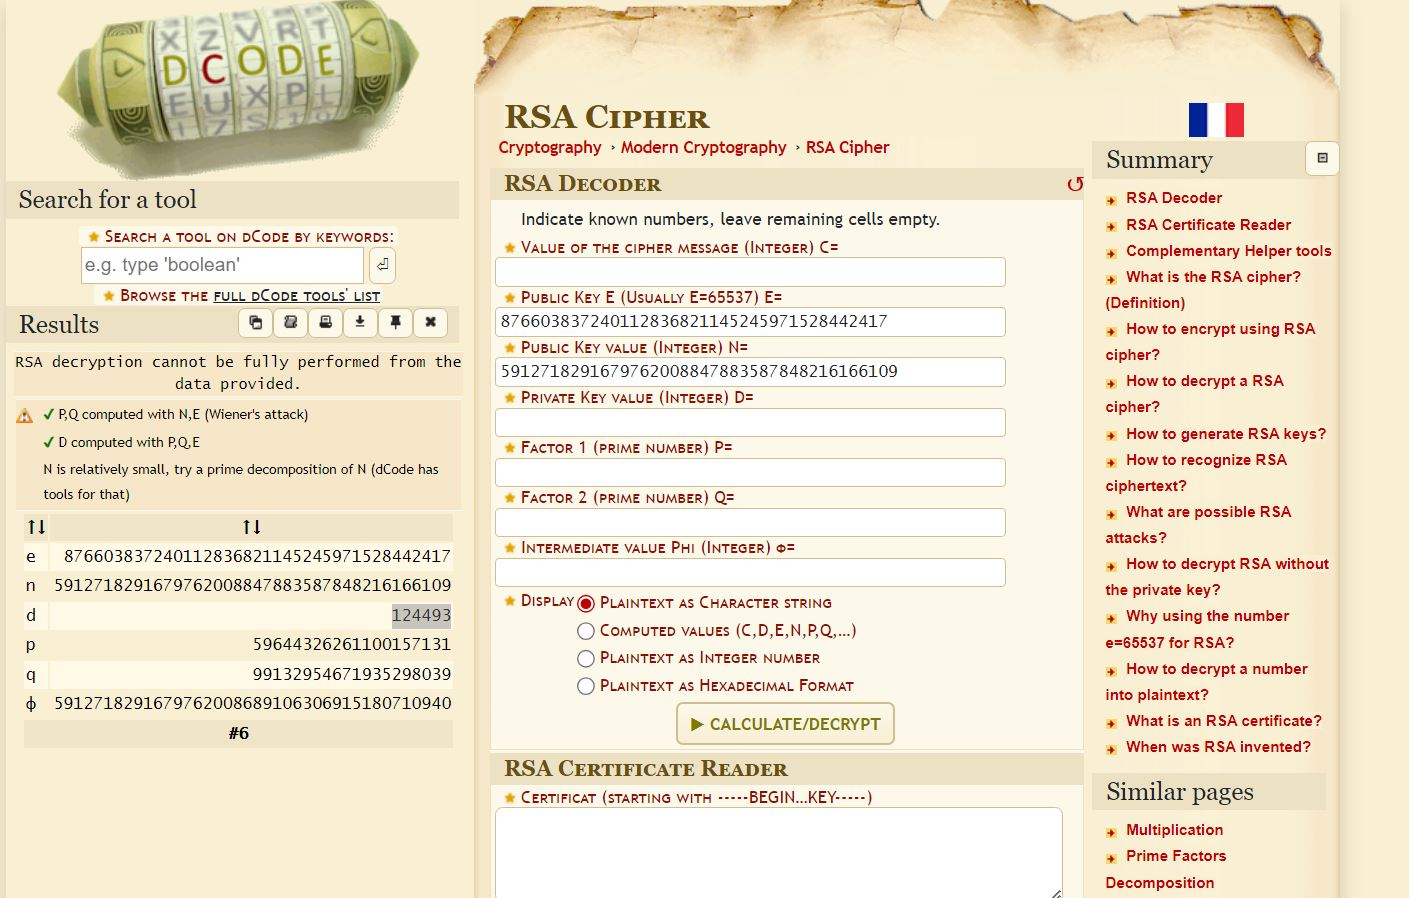 X Z V R T
D C O D E
E U X P L
Search for a tool
★ Search a tool on dCode by keywords:
e.g. type 'boolean'
★ Browse the full dCode tools' list
Results
RSA decryption cannot be fully performed from the
data provided.
✓ P,Q computed with N,E (Wiener's attack)
✓ D computed with P,Q,E
N is relatively small, try a prime decomposition of N (dCode has
tools for that)
↑↓ ↑↓
e 87660383724011283682114524597152844241​7
n 59127182916797620088478835878482161661​09
d 124493
p 59644326261100157131
q 99132954671935298039
ϕ 5912718291679762008689106306915180710940
#6
RSA Cipher
Cryptography › Modern Cryptography › RSA Cipher
RSA Decoder
Indicate known numbers, leave remaining cells empty.
★ Value of the cipher message (Integer) C=
★ Public Key E (Usually E=65537) E=
876603837240112836821145245971528442417
★ Public Key value (Integer) N=
5912718291679762008847883587848216166109
★ Private Key value (Integer) D=
★ Factor 1 (prime number) P=
★ Factor 2 (prime number) Q=
★ Intermediate value Phi (Integer) Φ=
★ Display Plaintext as Character string
Computed values (C,D,E,N,P,Q,...)
Plaintext as Integer number
Plaintext as Hexadecimal Format
► CALCULATE/DECRYPT
RSA Certificate Reader
★ Certificat (starting with -----BEGIN...KEY-----)
Summary
RSA Decoder
RSA Certificate Reader
Complementary Helper tools
What is the RSA cipher?
(Definition)
How to encrypt using RSA
cipher?
How to decrypt a RSA
cipher?
How to generate RSA keys?
How to recognize RSA
ciphertext?
What are possible RSA
attacks?
How to decrypt RSA without
the private key?
Why using the number
e=65537 for RSA?
How to decrypt a number
into plaintext?
What is an RSA certificate?
When was RSA invented?
Similar pages
Multiplication
Prime Factors
Decomposition